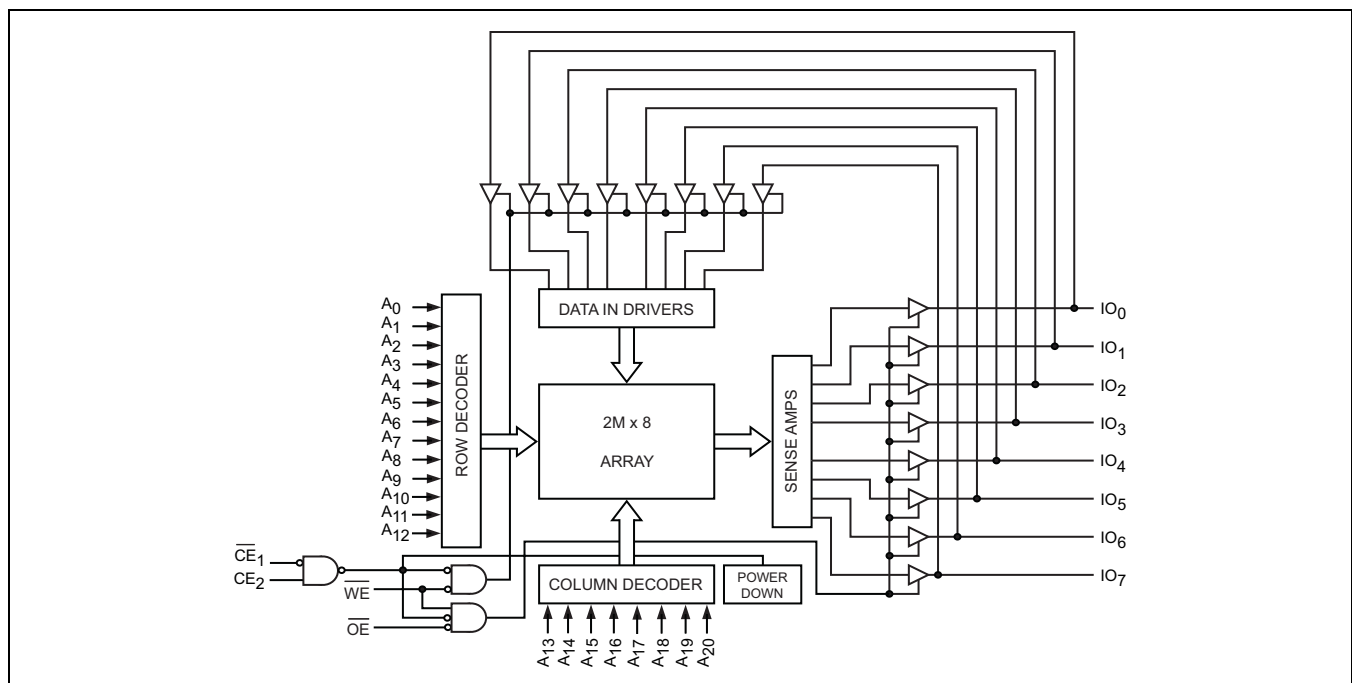 A0
A1
A2
A3
A4
A5
A6
A7
A8
A9
A10
A11
A12
ROW DECODER
DATA IN DRIVERS
2M x 8
ARRAY
SENSE AMPS
IO0
IO1
IO2
IO3
IO4
IO5
IO6
IO7
CE1
CE2
WE
OE
COLUMN DECODER
POWER
DOWN
A13
A14
A15
A16
A17
A18
A19
A20